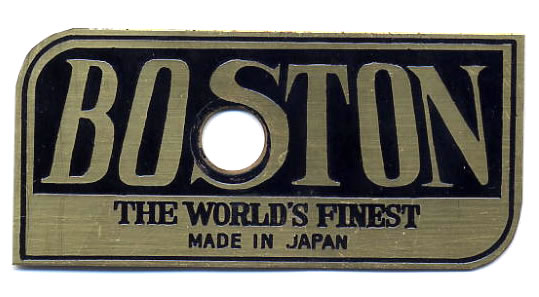 BOSTON
THE WORLD'S FINEST
MADE IN JAPAN